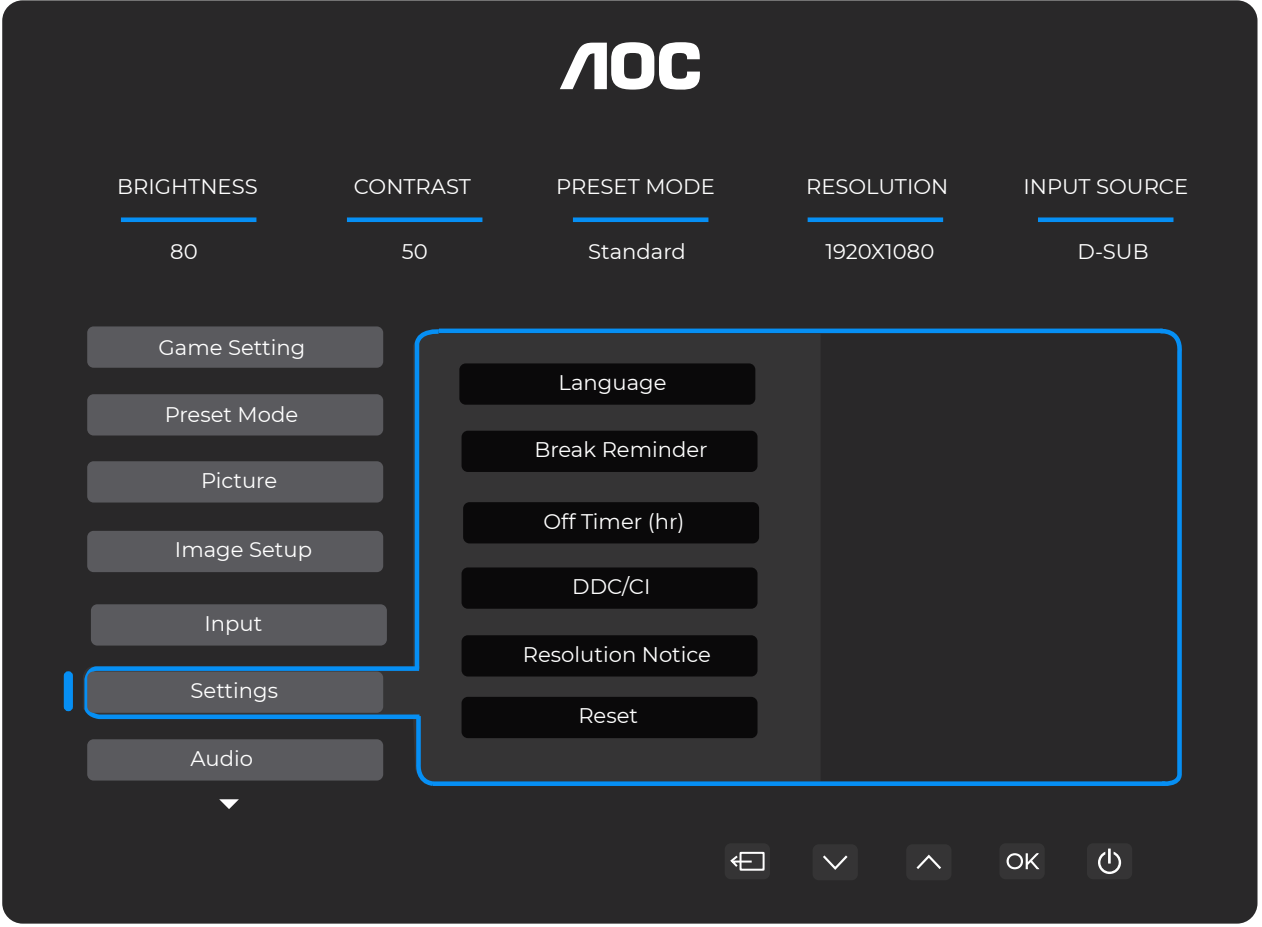 AOC
BRIGHTNESS CONTRAST PRESET MODE RESOLUTION INPUT SOURCE
80 50 Standard 1920X1080 D-SUB
Game Setting
Preset Mode
Picture
Image Setup
Input
Settings
Audio
Language
Break Reminder
Off Timer (hr)
DDC/CI
Resolution Notice
Reset
OK